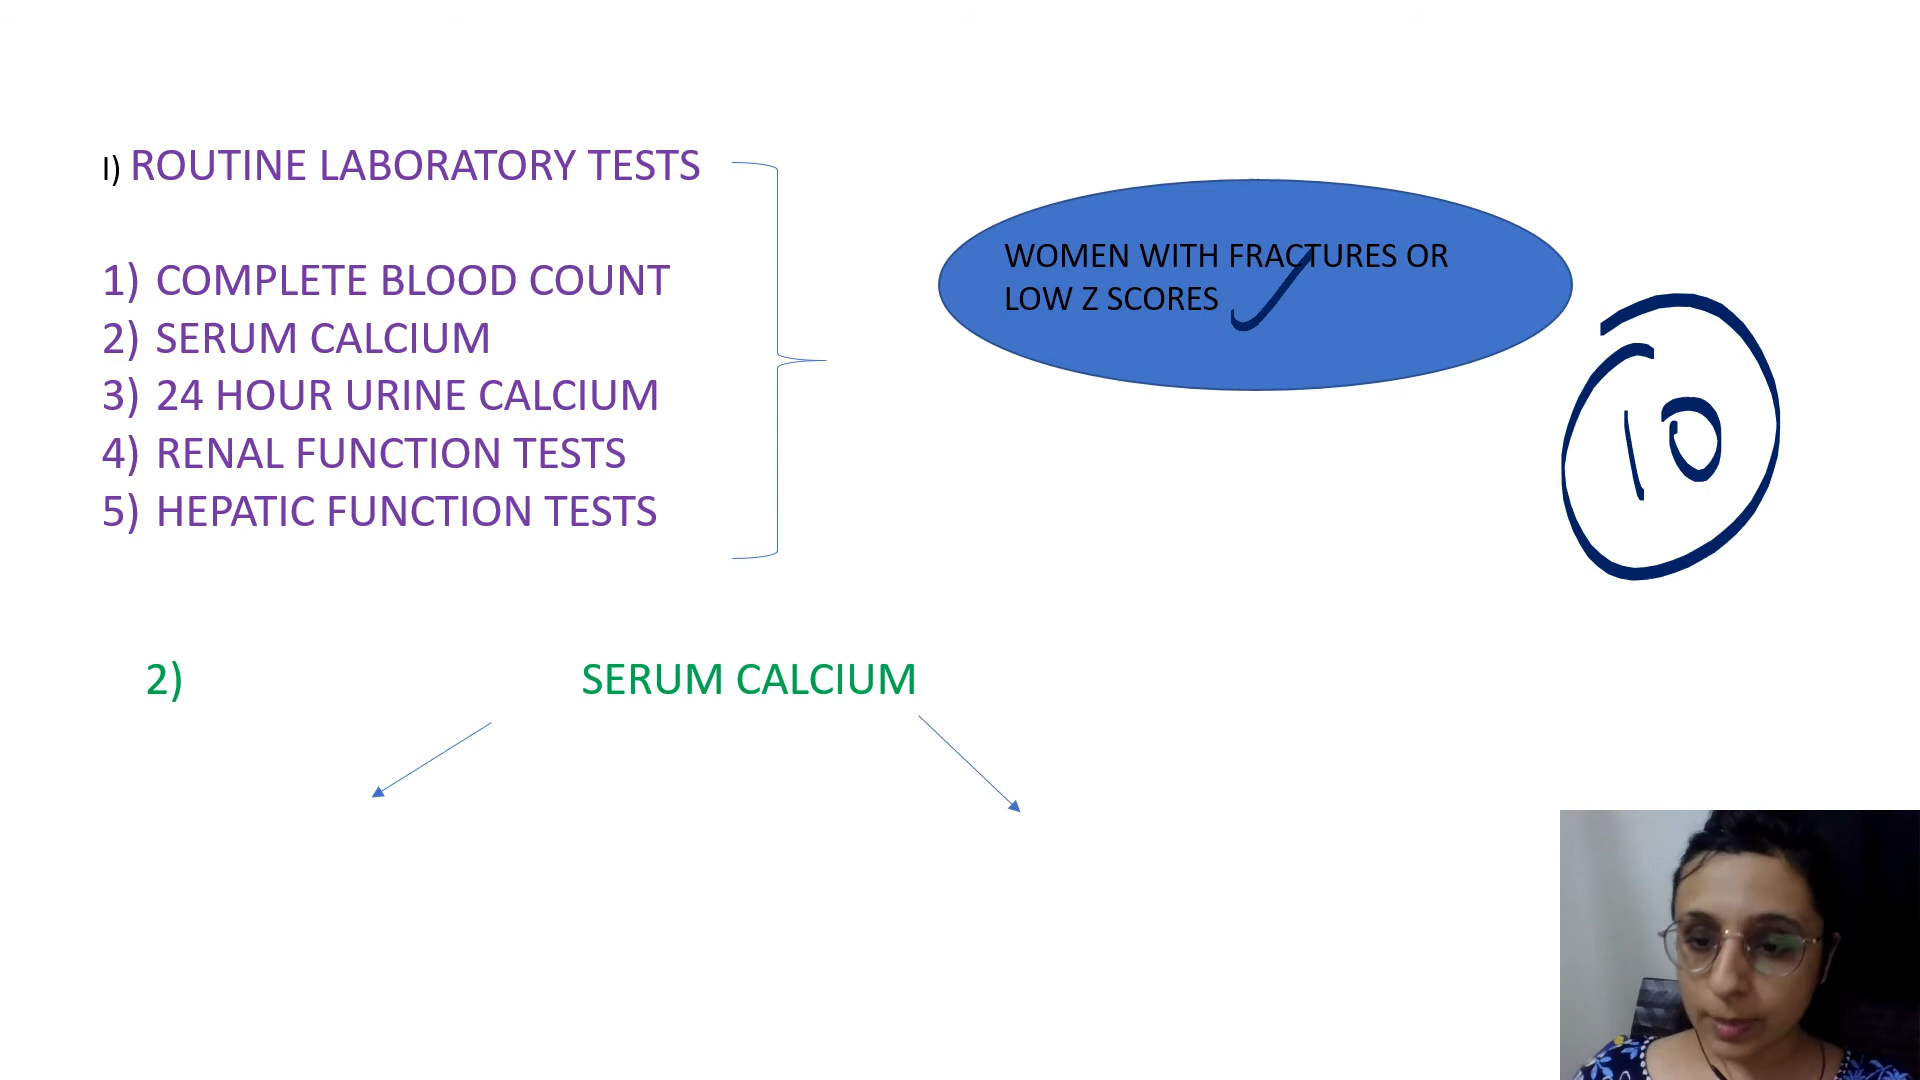 I) ROUTINE LABORATORY TESTS
1) COMPLETE BLOOD COUNT
2) SERUM CALCIUM
3) 24 HOUR URINE CALCIUM
4) RENAL FUNCTION TESTS
5) HEPATIC FUNCTION TESTS
WOMEN WITH FRACTURES OR
LOW Z SCORES
10
2) SERUM CALCIUM